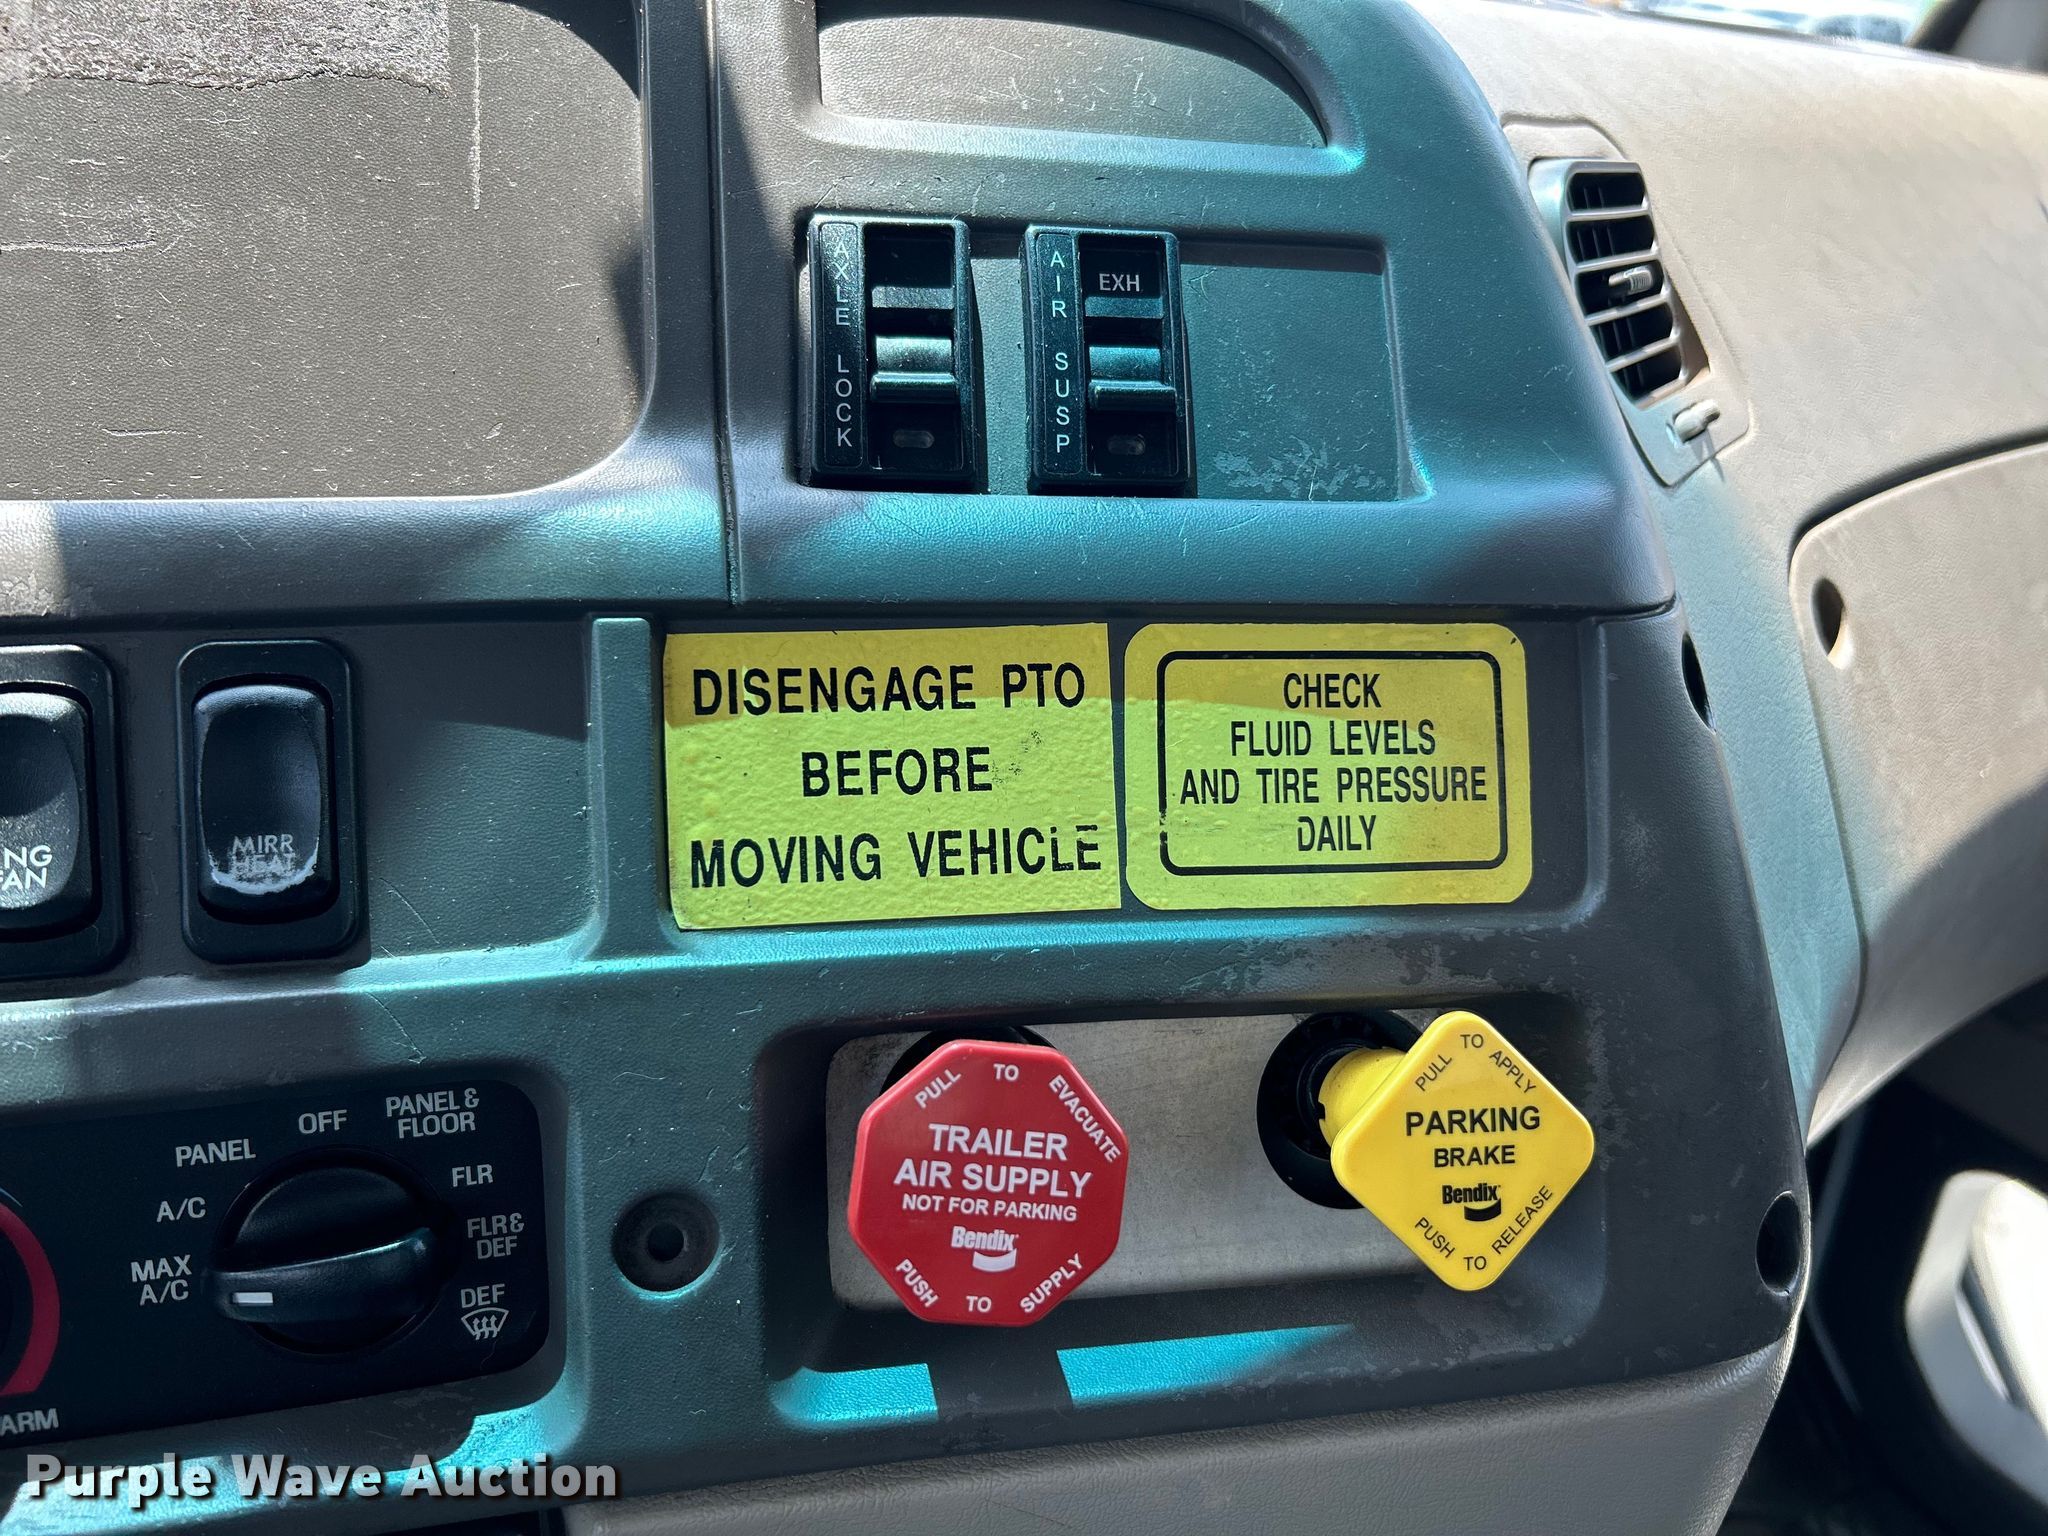 AXLE LOCK
AIR SUSP
EXH
MIRR
HEAT
DISENGAGE PTO
BEFORE
MOVING VEHICLE
CHECK
FLUID LEVELS
AND TIRE PRESSURE
DAILY
PULL TO EVACUATE
TRAILER
AIR SUPPLY
NOT FOR PARKING
Bendix
PUSH TO SUPPLY
PULL TO APPLY
PARKING
BRAKE
Bendix
PUSH TO RELEASE
MAX
A/C
A/C
PANEL
OFF
PANEL &
FLOOR
FLR
FLR &
DEF
DEF
Purple Wave Auction